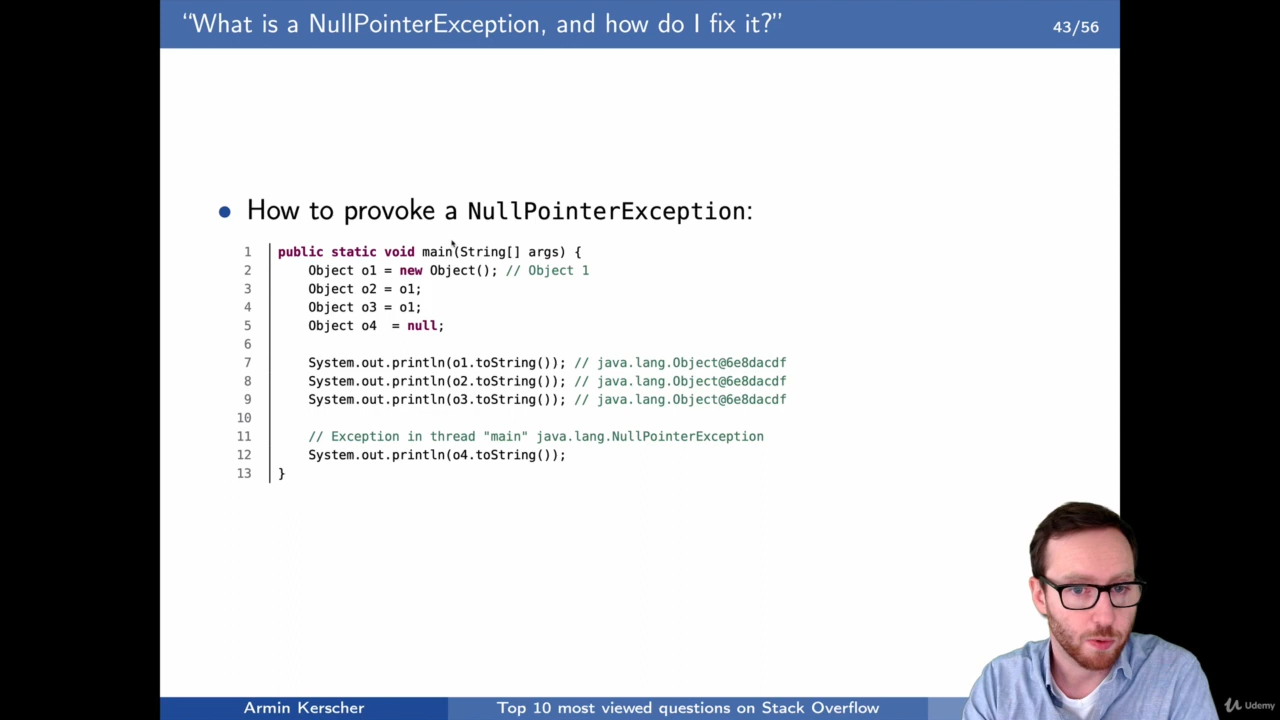 “What is a NullPointerException, and how do I fix it?”
43/56
• How to provoke a NullPointerException:
1 public static void main(String[] args) {
2     Object o1 = new Object(); // Object 1
3     Object o2 = o1;
4     Object o3 = o1;
5     Object o4  = null;
6
7     System.out.println(o1.toString()); // java.lang.Object@6e8dacdf
8     System.out.println(o2.toString()); // java.lang.Object@6e8dacdf
9     System.out.println(o3.toString()); // java.lang.Object@6e8dacdf
10
11     // Exception in thread "main" java.lang.NullPointerException
12     System.out.println(o4.toString());
13 }
Armin Kerscher
Top 10 most viewed questions on Stack Overflow
Udemy